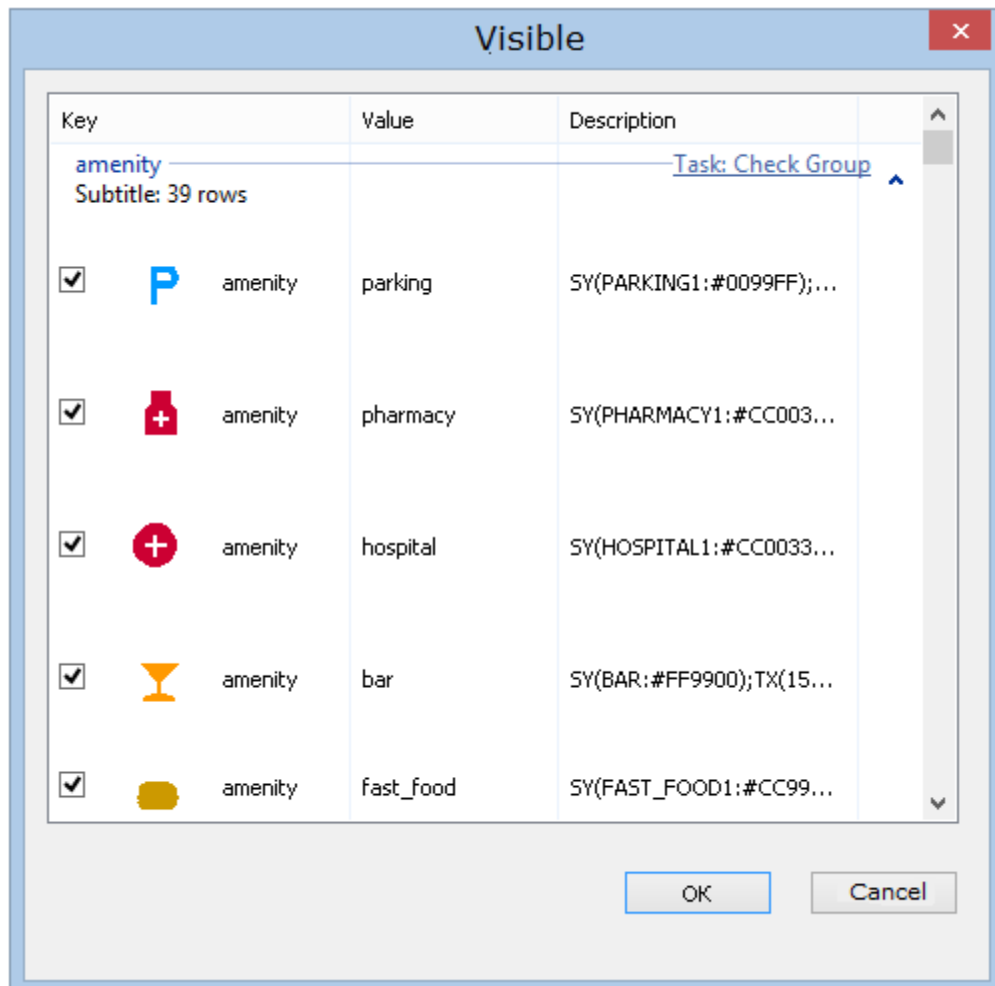 Visible
Key Value Description
amenity Task: Check Group
Subtitle: 39 rows
P amenity parking SY(PARKING1:#0099FF);...
amenity pharmacy SY(PHARMACY1:#CC003...
amenity hospital SY(HOSPITAL1:#CC0033...
amenity bar SY(BAR:#FF9900);TX(15...
amenity fast_food SY(FAST_FOOD1:#CC99...
OK Cancel